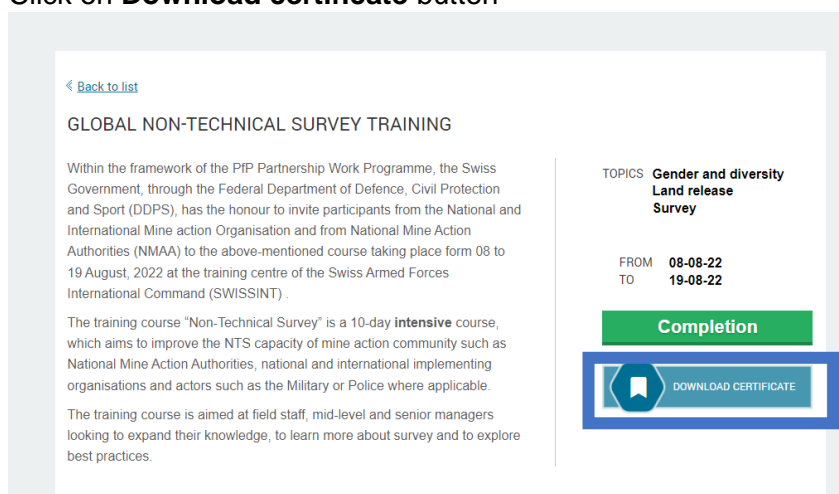 Click on Download certificate button
Back to list
GLOBAL NON-TECHNICAL SURVEY TRAINING
Within the framework of the PfP Partnership Work Programme, the Swiss
Government, through the Federal Department of Defence, Civil Protection
and Sport (DDPS), has the honour to invite participants from the National and
International Mine action Organisation and from National Mine Action
Authorities (NMAA) to the above-mentioned course taking place form 08 to
19 August, 2022 at the training centre of the Swiss Armed Forces
International Command (SWISSINT) .
The training course “Non-Technical Survey” is a 10-day intensive course,
which aims to improve the NTS capacity of mine action community such as
National Mine Action Authorities, national and international implementing
organisations and actors such as the Military or Police where applicable.
The training course is aimed at field staff, mid-level and senior managers
looking to expand their knowledge, to learn more about survey and to explore
best practices.
TOPICS Gender and diversity
Land release
Survey
FROM 08-08-22
TO 19-08-22
Completion
DOWNLOAD CERTIFICATE